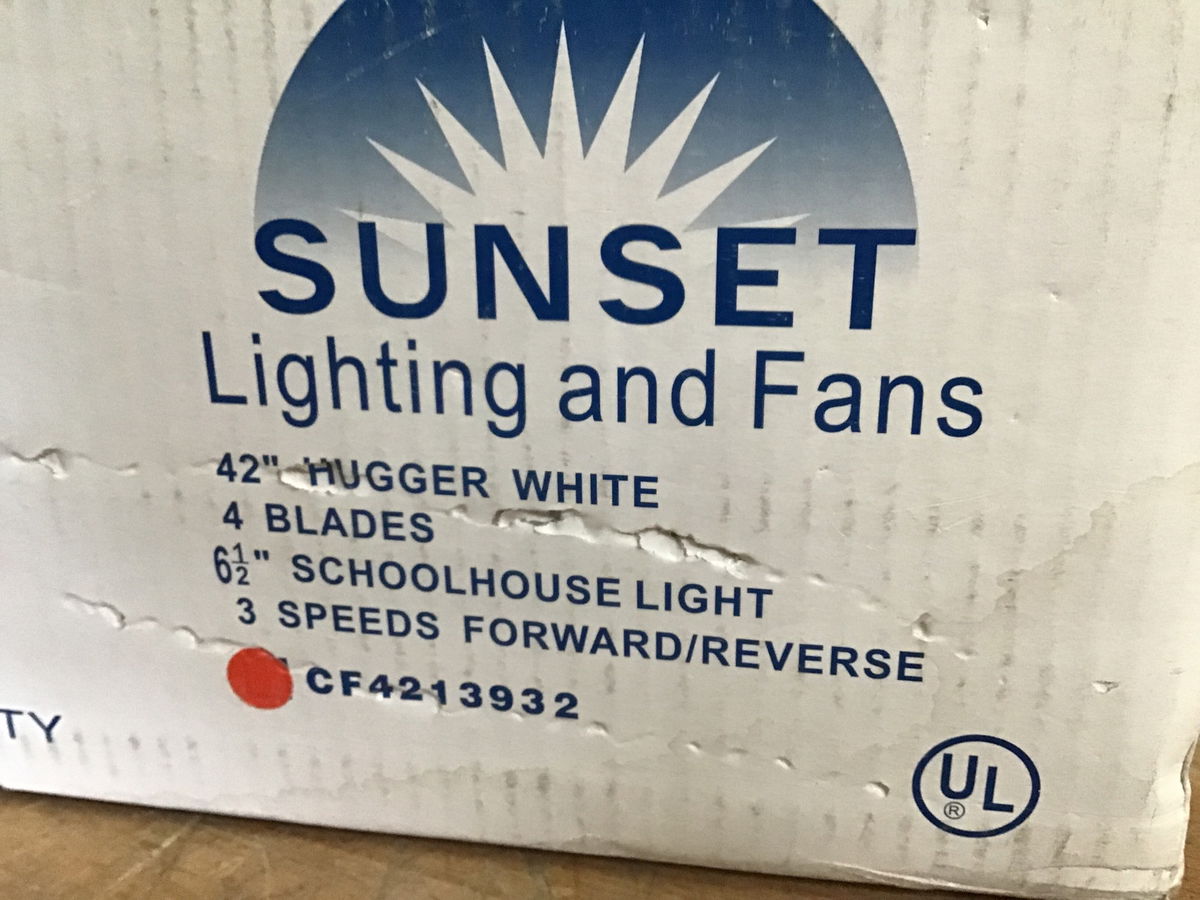 SUNSET
Lighting and Fans
42" HUGGER WHITE
4 BLADES
6½" SCHOOLHOUSE LIGHT
3 SPEEDS FORWARD/REVERSE
CF4213932
TY
UL
®